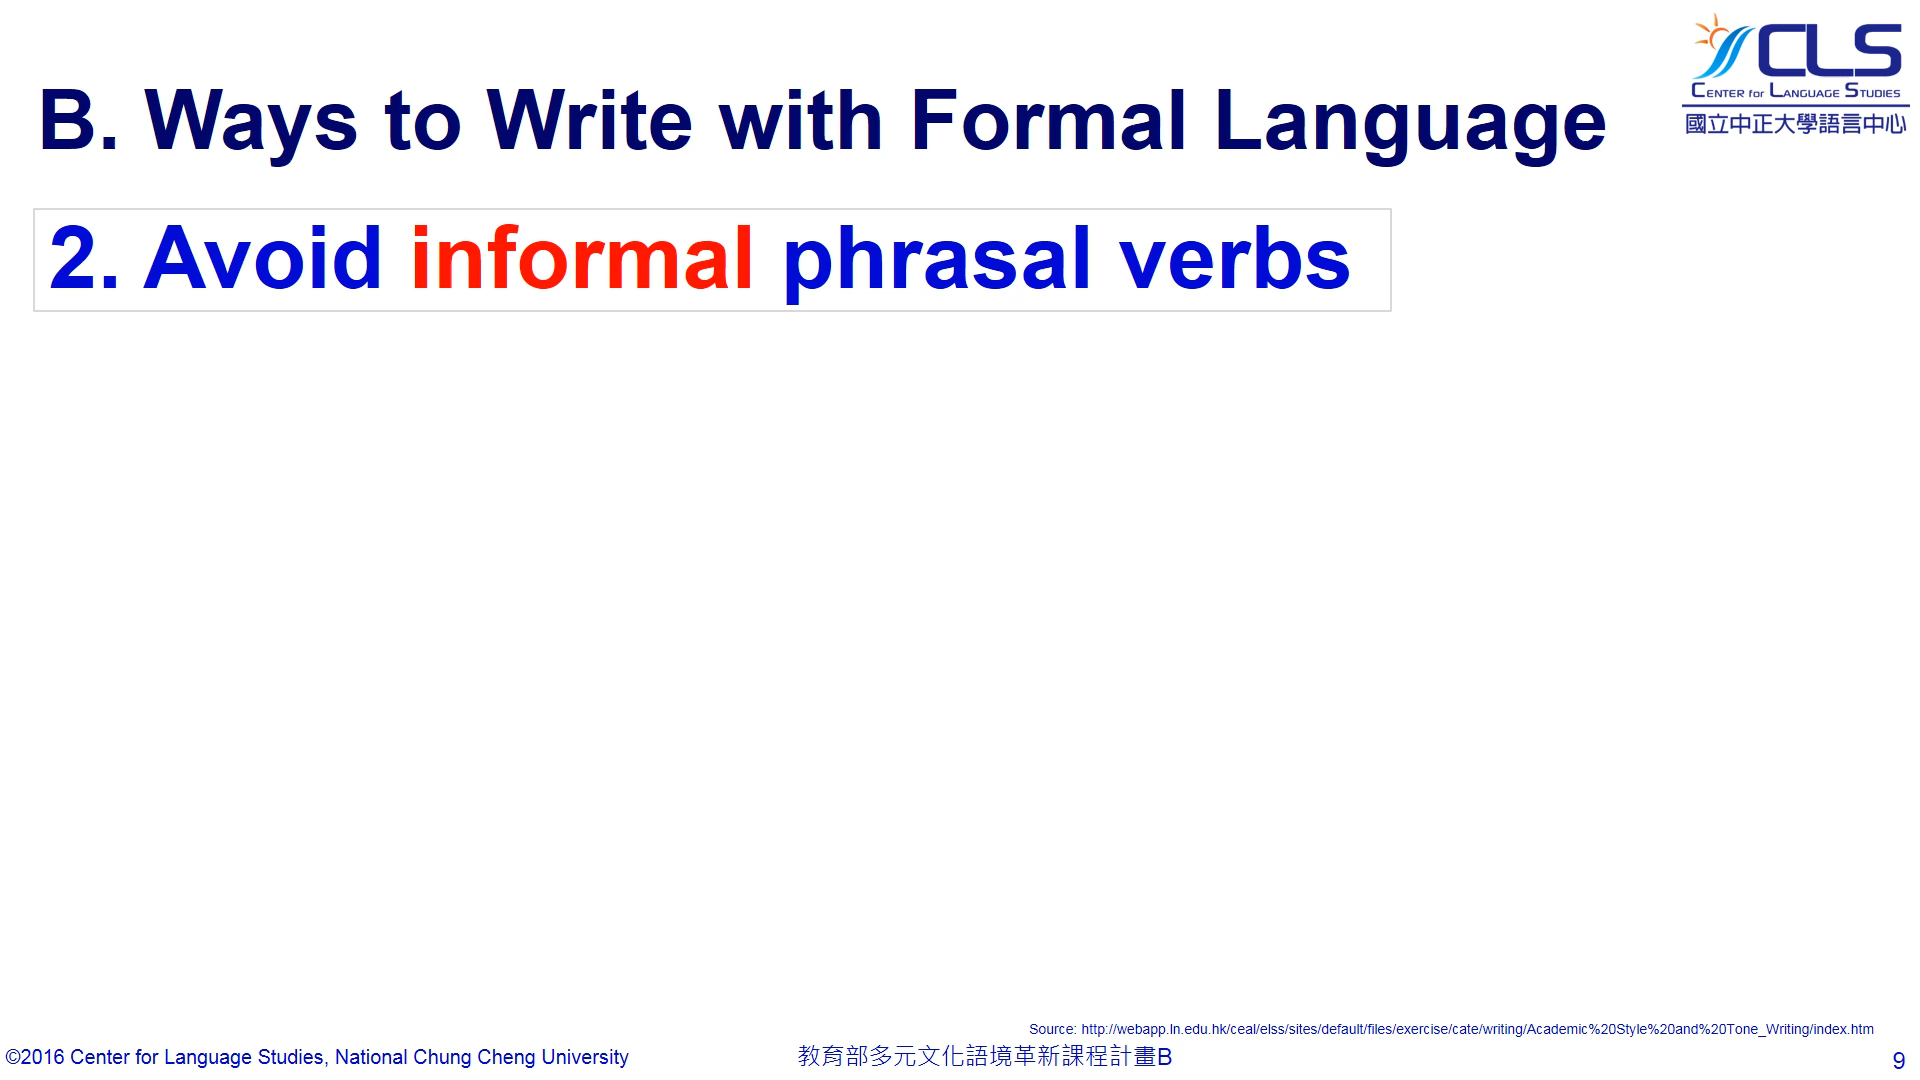 CLS
CENTER for LANGUAGE STUDIES
國立中正大學語言中心
B. Ways to Write with Formal Language
2. Avoid informal phrasal verbs
Source: http://webapp.ln.edu.hk/ceal/elss/sites/default/files/exercise/cate/writing/Academic%20Style%20and%20Tone_Writing/index.htm
©2016 Center for Language Studies, National Chung Cheng University
教育部多元文化語境革新課程計畫B
9